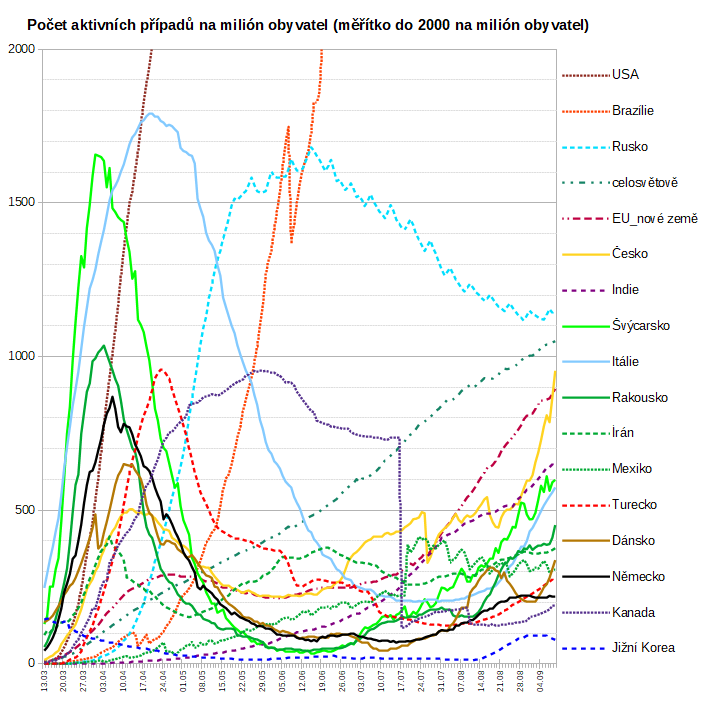 Počet aktivních případů na milión obyvatel (měřítko do 2000 na milión obyvatel)
2000
1500
1000
500
0
13.03
20.03
27.03
03.04
10.04
17.04
24.04
01.05
08.05
15.05
22.05
29.05
05.06
12.06
19.06
26.06
03.07
10.07
17.07
24.07
31.07
07.08
14.08
21.08
28.08
04.09
USA
Brazílie
Rusko
celosvětově
EU_nové země
Česko
Indie
Švýcarsko
Itálie
Rakousko
Írán
Mexiko
Turecko
Dánsko
Německo
Kanada
Jižní Korea